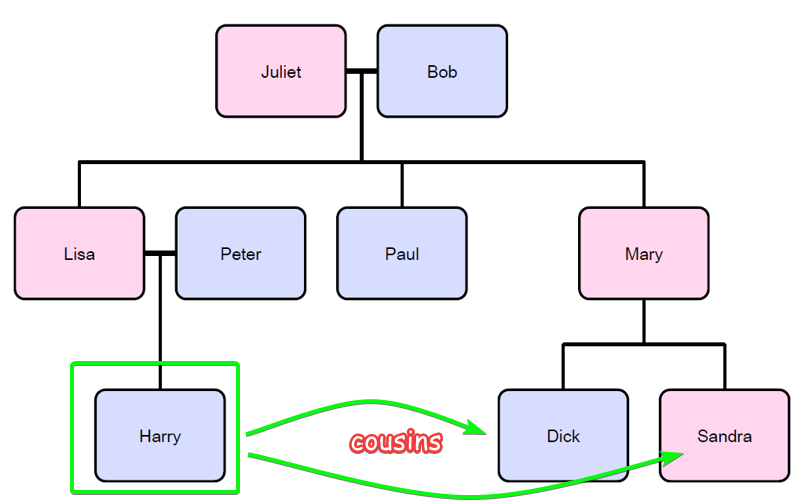 Juliet
Bob
Lisa
Peter
Paul
Mary
Harry
cousins
Dick
Sandra